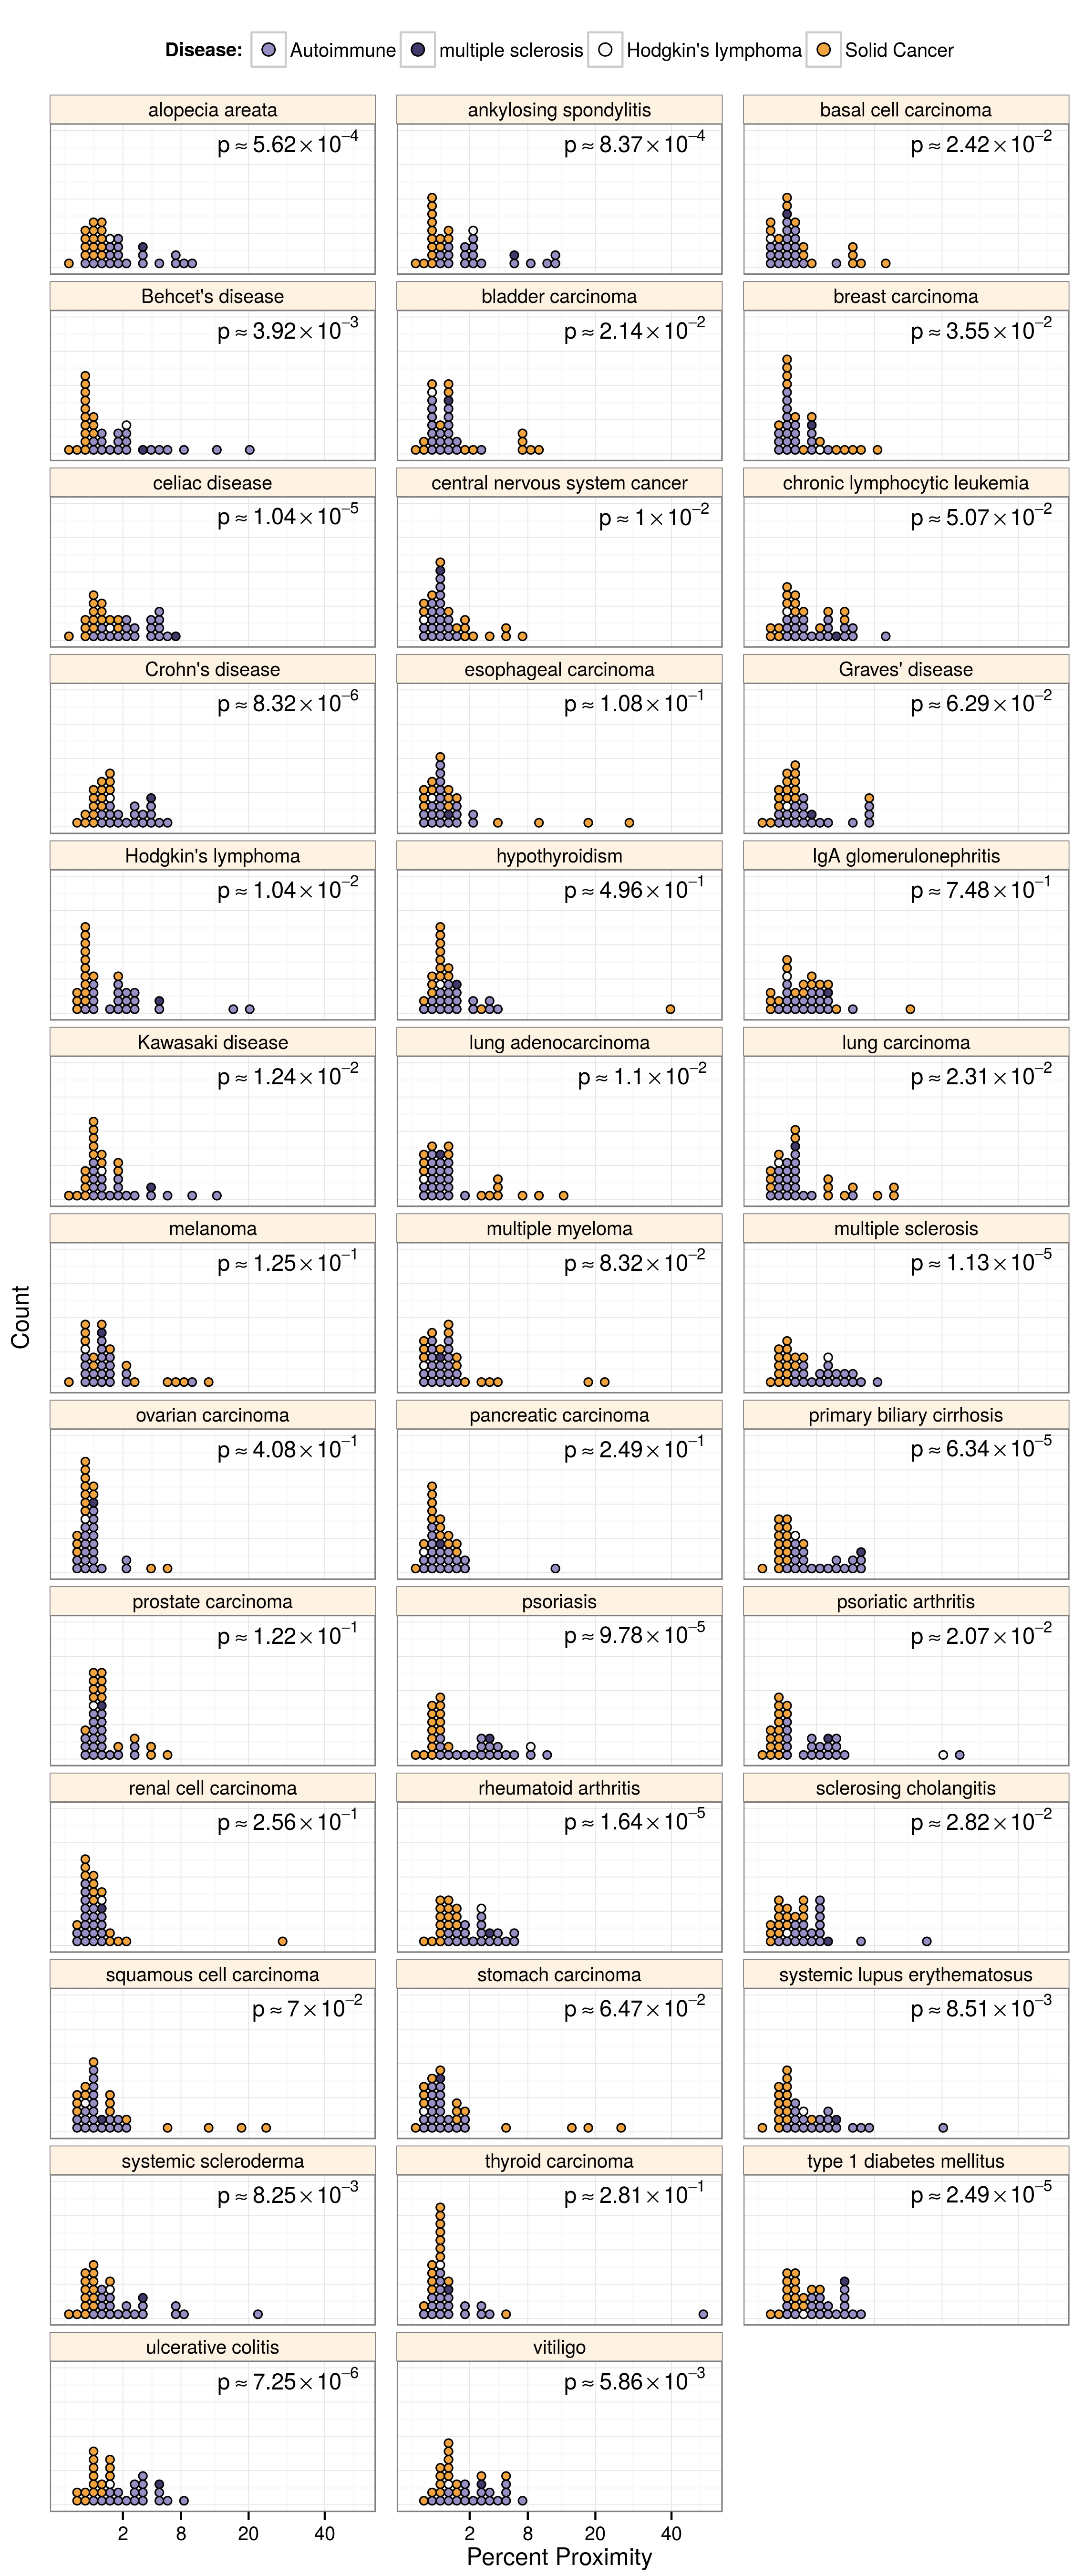 Disease: Autoimmune multiple sclerosis Hodgkin's lymphoma Solid Cancer
alopecia areata ankylosing spondylitis basal cell carcinoma
p ≈ 5.62 × 10⁻⁴ p ≈ 8.37 × 10⁻⁴ p ≈ 2.42 × 10⁻²
Behcet's disease bladder carcinoma breast carcinoma
p ≈ 3.92 × 10⁻³ p ≈ 2.14 × 10⁻² p ≈ 3.55 × 10⁻²
celiac disease central nervous system cancer chronic lymphocytic leukemia
p ≈ 1.04 × 10⁻⁵ p ≈ 1 × 10⁻² p ≈ 5.07 × 10⁻²
Crohn's disease esophageal carcinoma Graves' disease
p ≈ 8.32 × 10⁻⁶ p ≈ 1.08 × 10⁻¹ p ≈ 6.29 × 10⁻²
Hodgkin's lymphoma hypothyroidism IgA glomerulonephritis
p ≈ 1.04 × 10⁻² p ≈ 4.96 × 10⁻¹ p ≈ 7.48 × 10⁻¹
Kawasaki disease lung adenocarcinoma lung carcinoma
p ≈ 1.24 × 10⁻² p ≈ 1.1 × 10⁻² p ≈ 2.31 × 10⁻²
melanoma multiple myeloma multiple sclerosis
p ≈ 1.25 × 10⁻¹ p ≈ 8.32 × 10⁻² p ≈ 1.13 × 10⁻⁵
Count
ovarian carcinoma pancreatic carcinoma primary biliary cirrhosis
p ≈ 4.08 × 10⁻¹ p ≈ 2.49 × 10⁻¹ p ≈ 6.34 × 10⁻⁵
prostate carcinoma psoriasis psoriatic arthritis
p ≈ 1.22 × 10⁻¹ p ≈ 9.78 × 10⁻⁵ p ≈ 2.07 × 10⁻²
renal cell carcinoma rheumatoid arthritis sclerosing cholangitis
p ≈ 2.56 × 10⁻¹ p ≈ 1.64 × 10⁻⁵ p ≈ 2.82 × 10⁻²
squamous cell carcinoma stomach carcinoma systemic lupus erythematosus
p ≈ 7 × 10⁻² p ≈ 6.47 × 10⁻² p ≈ 8.51 × 10⁻³
systemic scleroderma thyroid carcinoma type 1 diabetes mellitus
p ≈ 8.25 × 10⁻³ p ≈ 2.81 × 10⁻¹ p ≈ 2.49 × 10⁻⁵
ulcerative colitis vitiligo
p ≈ 7.25 × 10⁻⁶ p ≈ 5.86 × 10⁻³
2 8 20 40 2 8 20 40
Percent Proximity